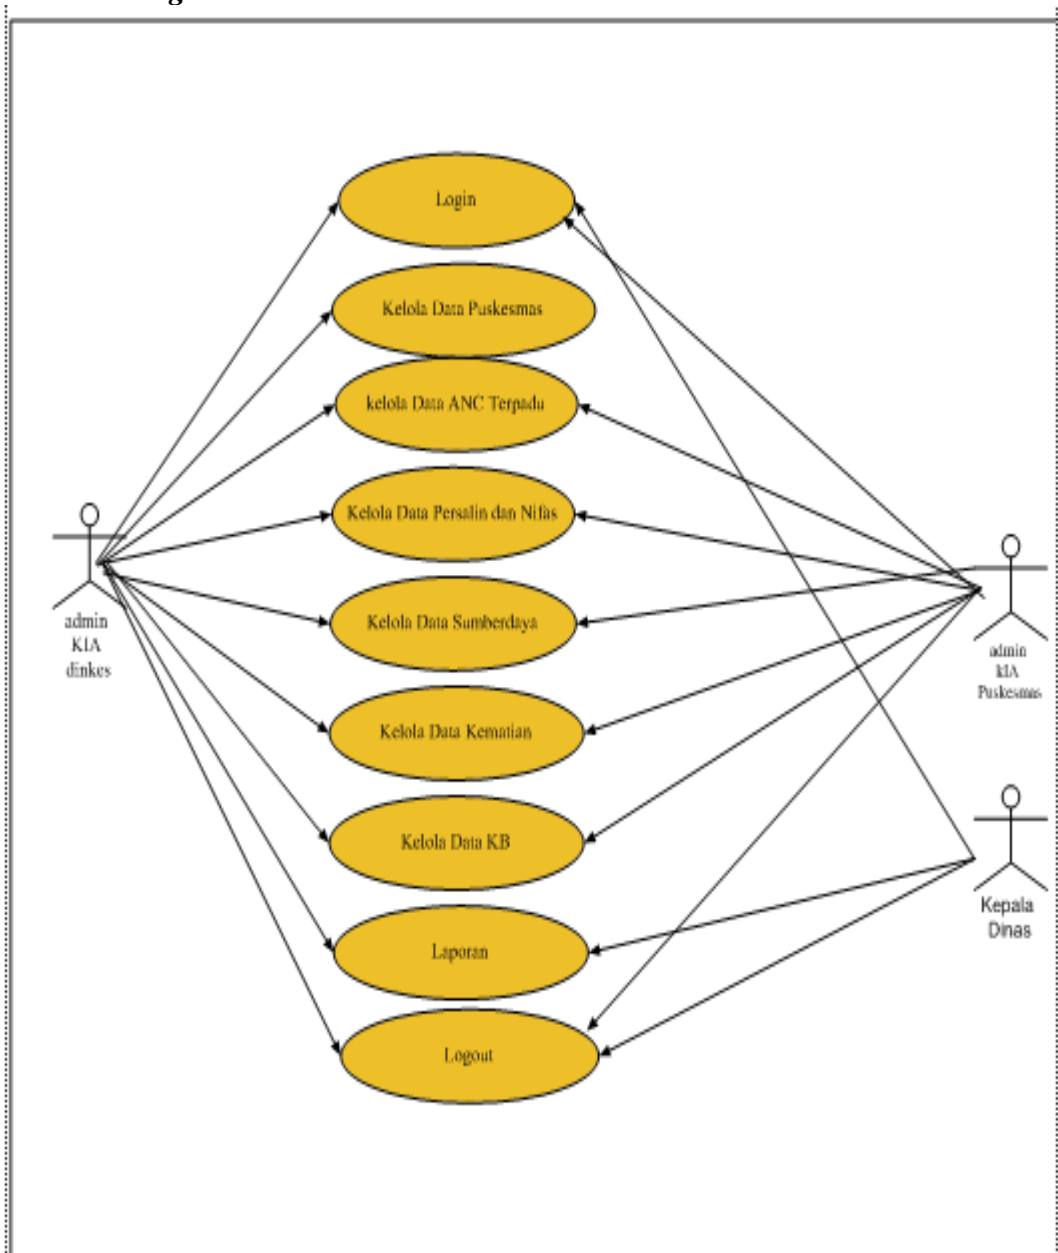 Login
Kelola Data Puskesmas
kelola Data ANC Terpadu
Kelola Data Persalin dan Nifas
Kelola Data Sumberdaya
Kelola Data Kematian
Kelola Data KB
Laporan
Logout
admin
KIA
dinkes
admin
kIA
Puskesmas
Kepala
Dinas